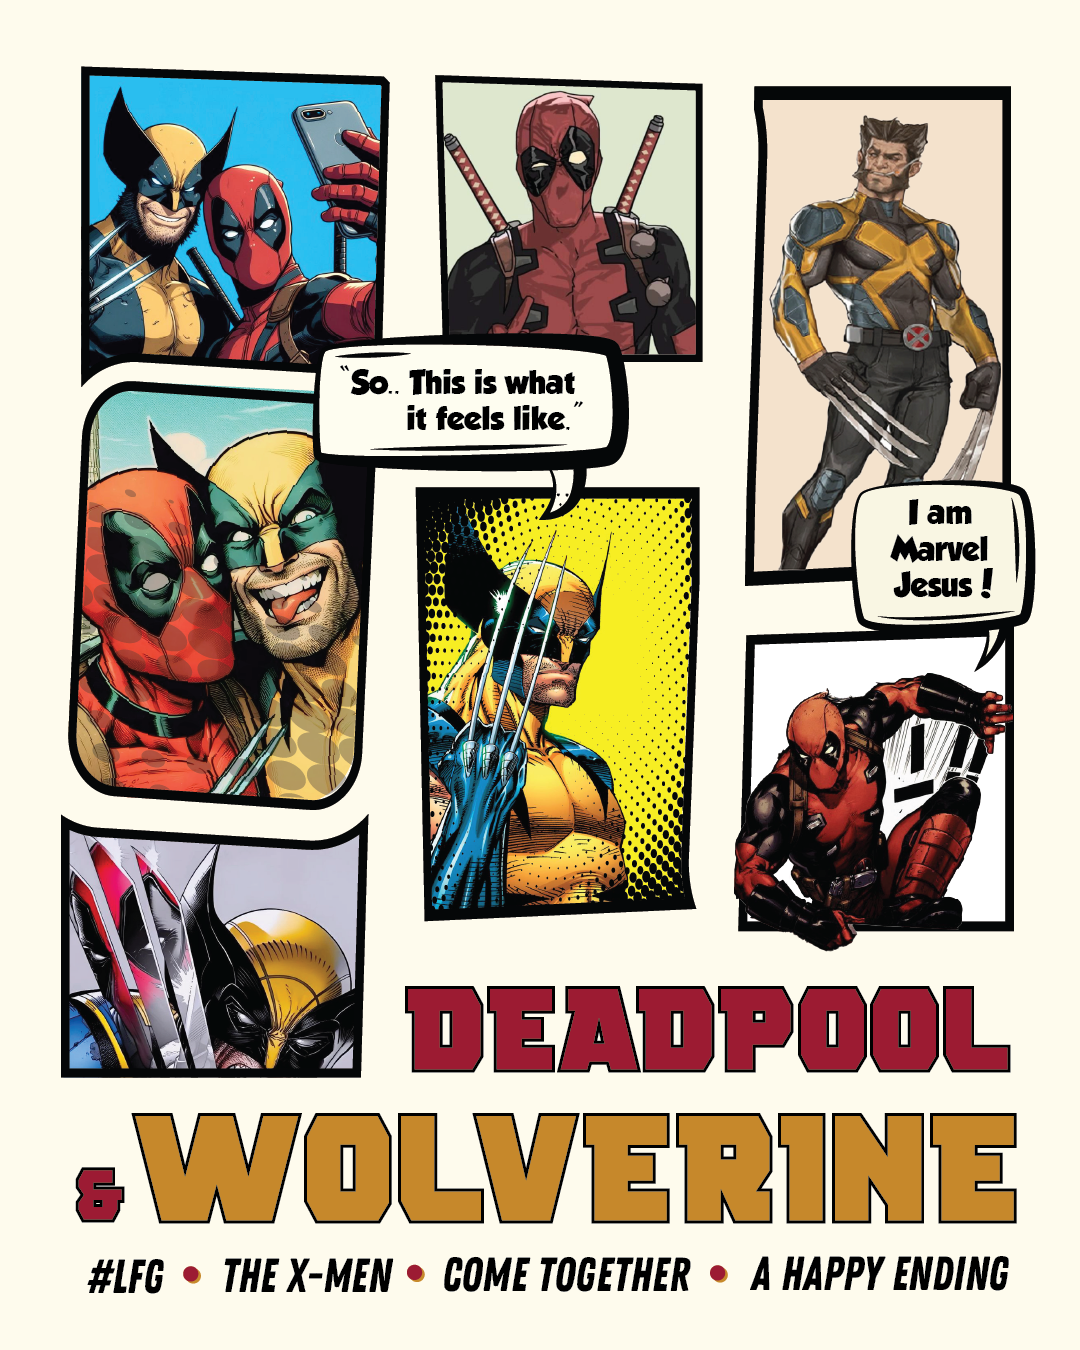 “So.. This is what
it feels like.”
I am
Marvel
Jesus !
DEADPOOL
& WOLVERINE
#LFG • THE X-MEN • COME TOGETHER • A HAPPY ENDING